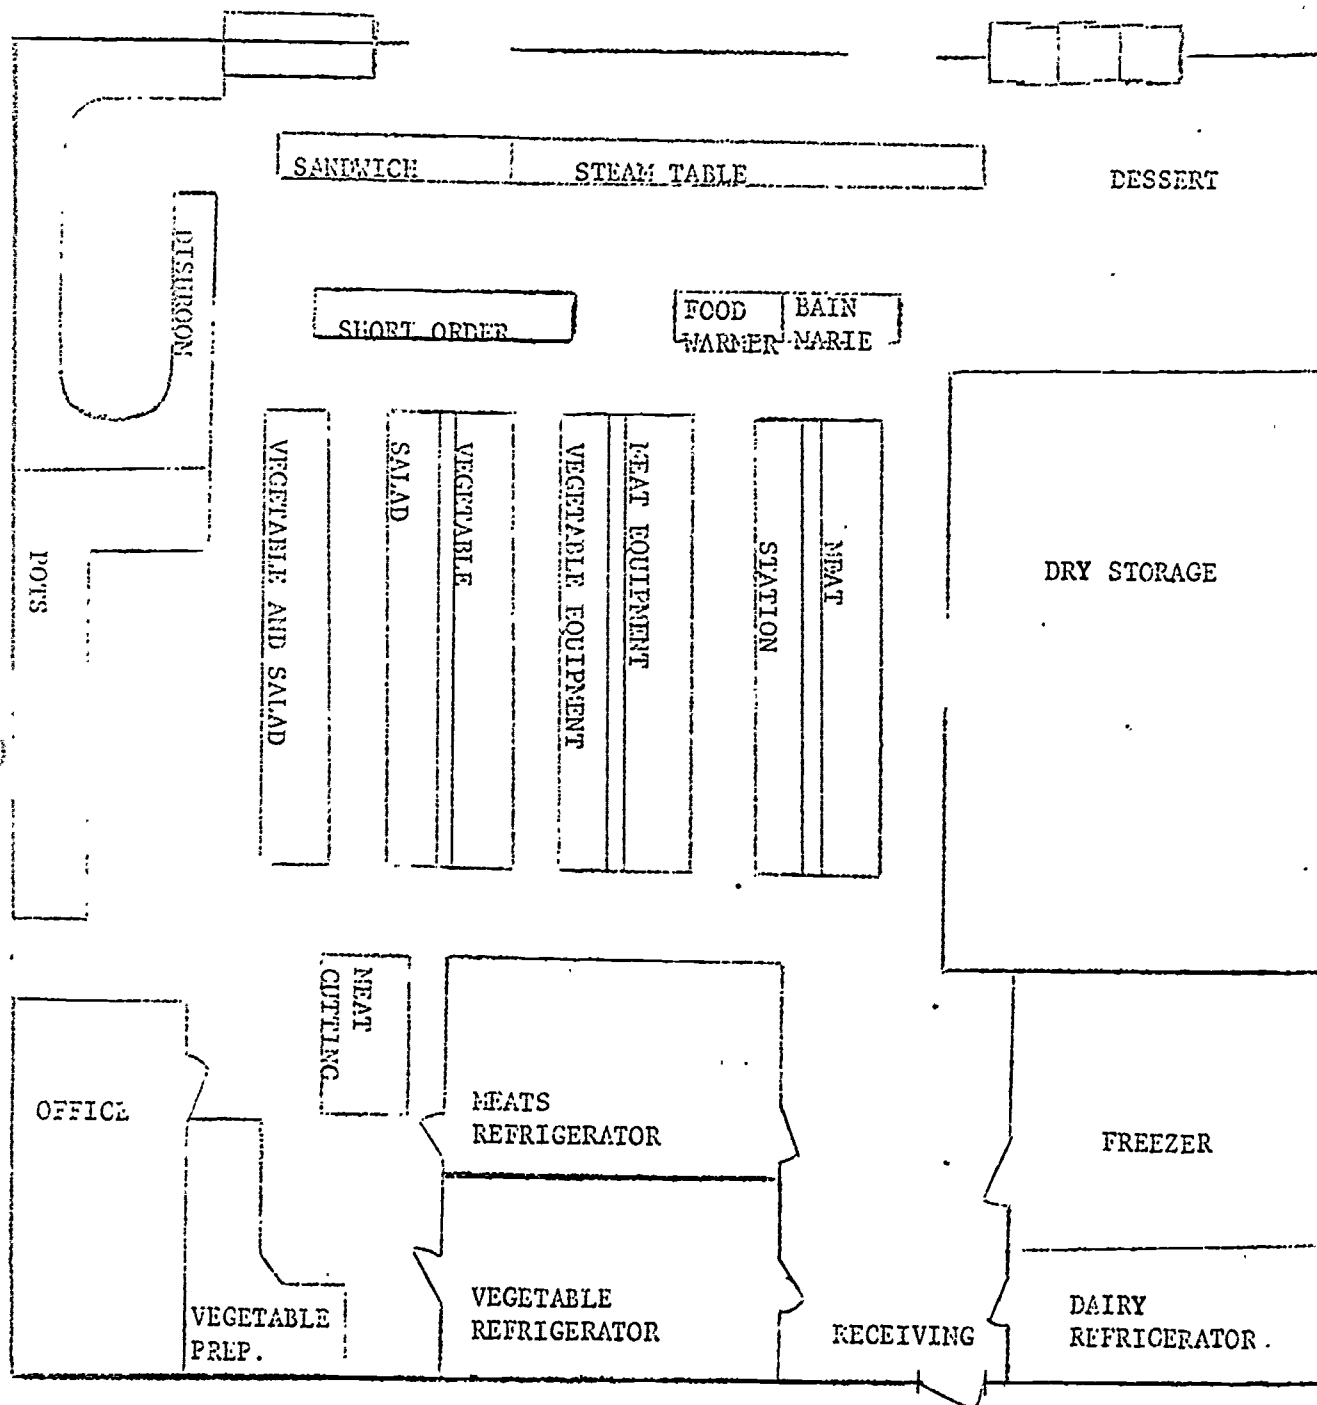 SANDWICH
STEAM TABLE
DESSERT
DISHROOM
SHORT ORDER
FOOD
WARMER
BAIN
MARIE
VEGETABLE AND SALAD
SALAD
VEGETABLE
VEGETABLE EQUIPMENT
MEAT EQUIPMENT
STATION
MEAT
DRY STORAGE
POTS
MEAT
CUTTING
OFFICE
MEATS
REFRIGERATOR
FREEZER
VEGETABLE
PREP.
VEGETABLE
REFRIGERATOR
RECEIVING
DAIRY
REFRIGERATOR.